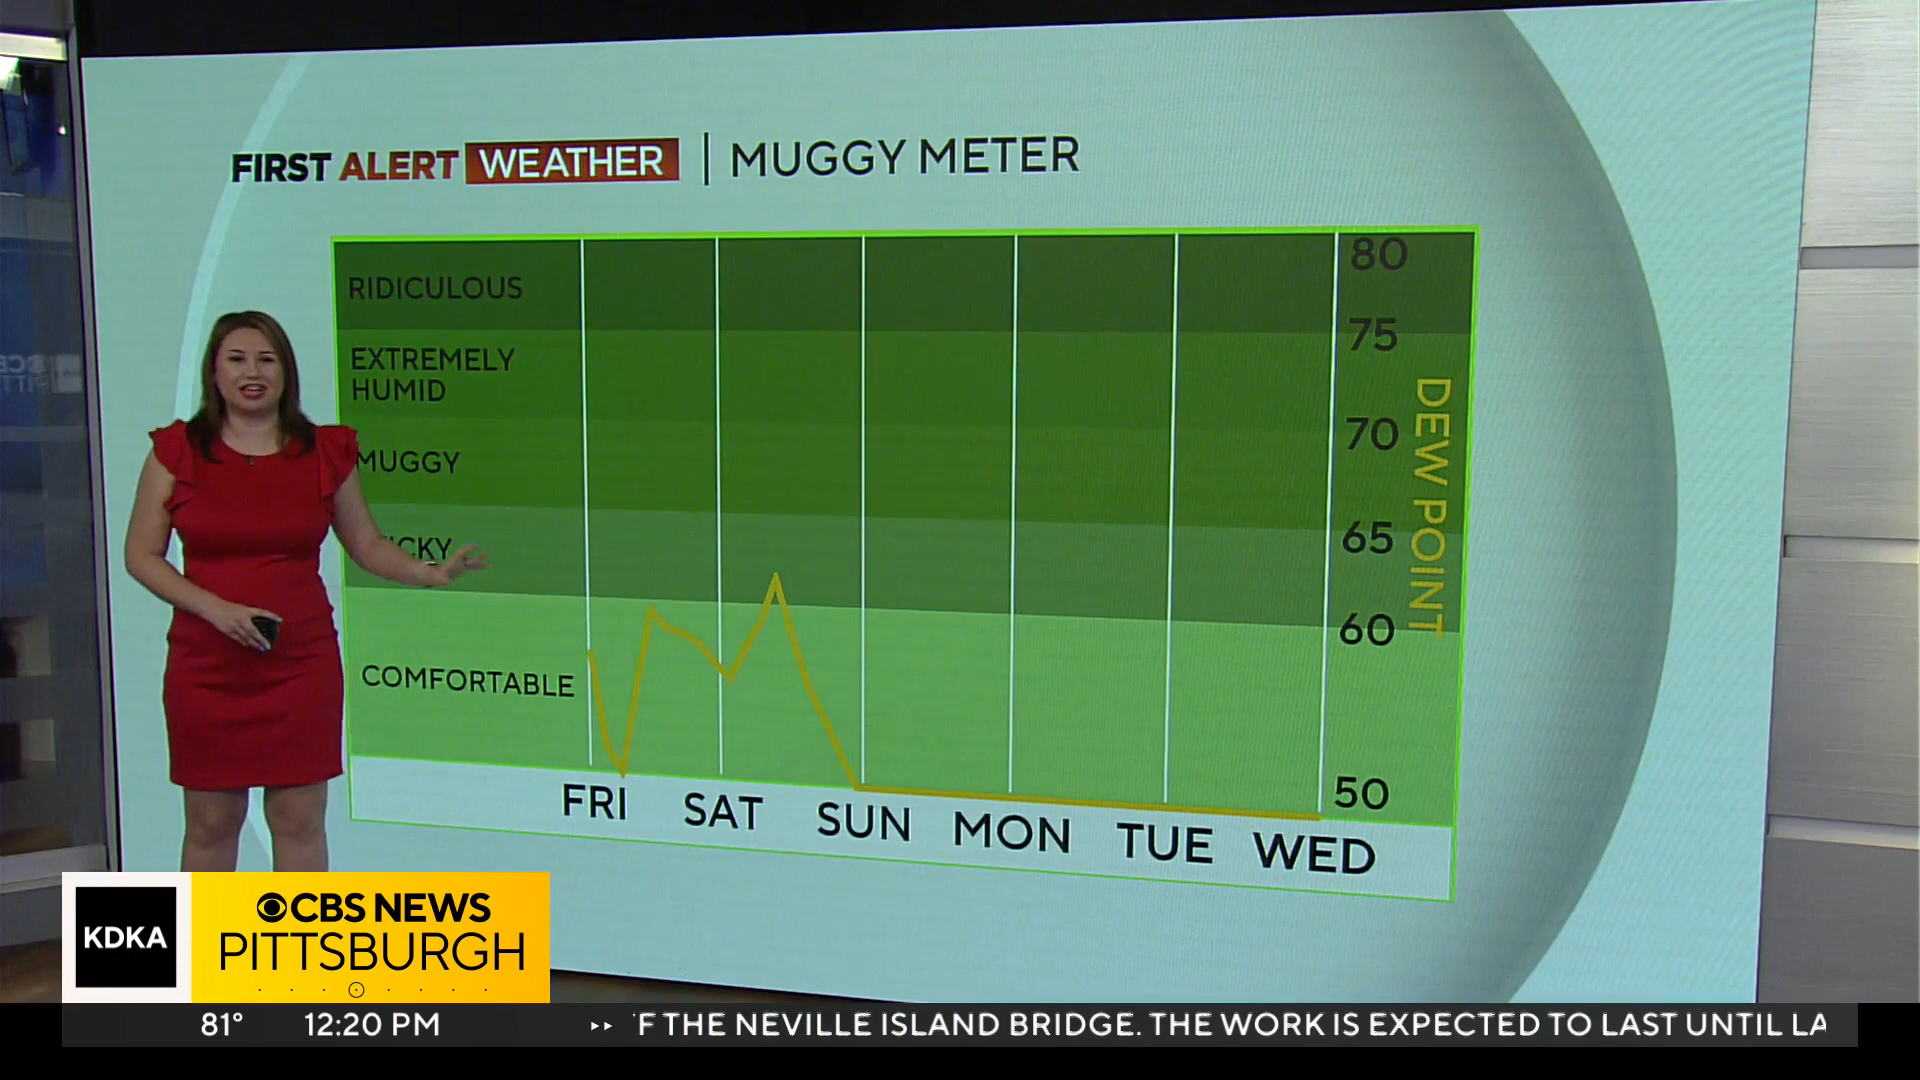 FIRST ALERT WEATHER | MUGGY METER
RIDICULOUS
EXTREMELY
HUMID
MUGGY
COMFORTABLE
80
75
70
65
60
50
DEW POINT
FRI SAT SUN MON TUE WED
KDKA
CBS NEWS
PITTSBURGH
81° 12:20 PM F THE NEVILLE ISLAND BRIDGE. THE WORK IS EXPECTED TO LAST UNTIL LA